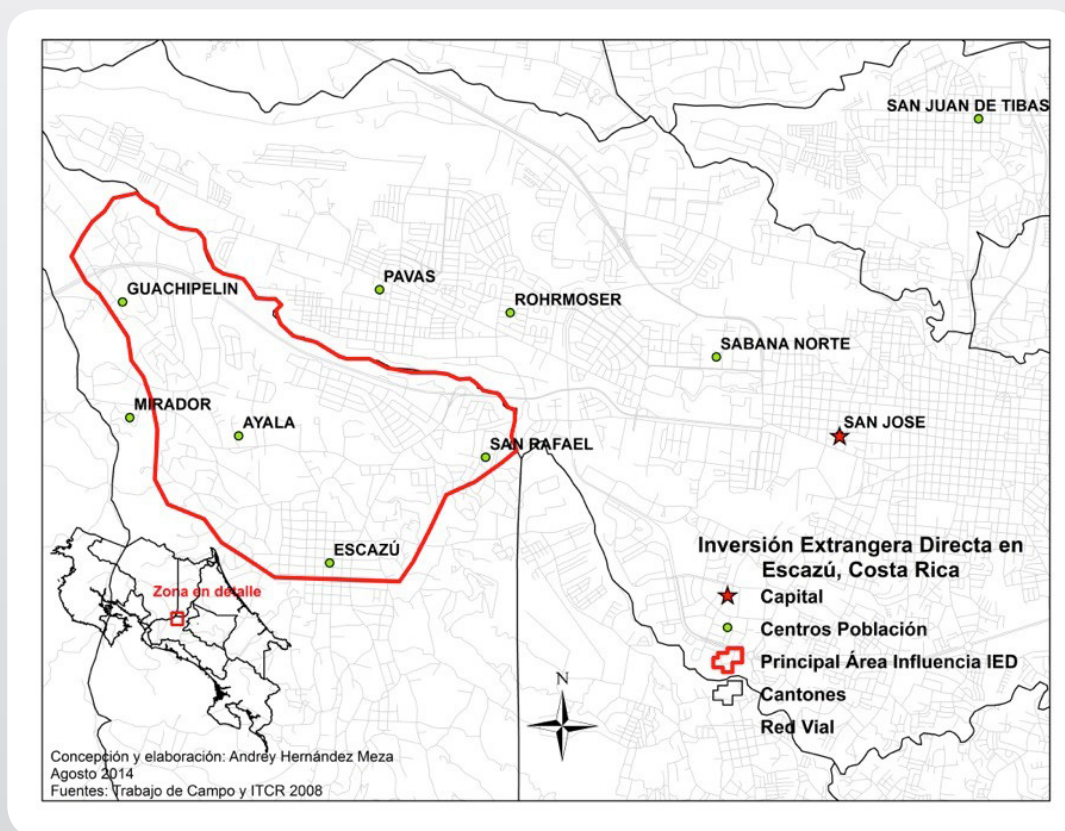 SAN JUAN DE TIBAS
PAVAS
GUACHIPELIN
ROHRMOSER
SABANA NORTE
MIRADOR
AYALA
SAN JOSE
SAN RAFAEL
ESCAZÚ
Zona en detalle
Inversión Extrangera Directa en
Escazú, Costa Rica
Capital
Centros Población
Principal Área Influencia IED
Cantones
Red Vial
N
Concepción y elaboración: Andrey Hernández Meza
Agosto 2014
Fuentes: Trabajo de Campo y ITCR 2008